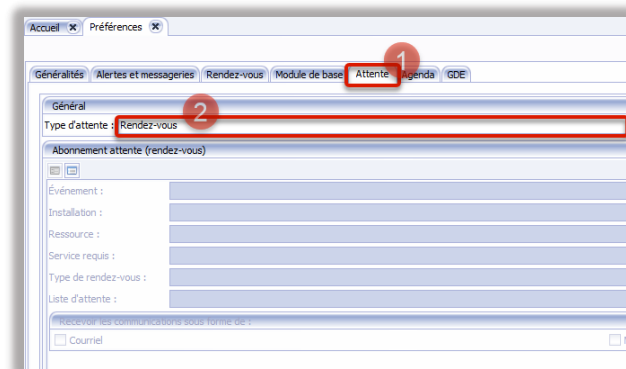 Accueil Préférences
1
Généralités Alertes et messageries Rendez-vous Module de base Attente Agenda GDE
Général
2
Type d'attente : Rendez-vous
Abonnement attente (rendez-vous)
Événement :
Installation :
Ressource :
Service requis :
Type de rendez-vous :
Liste d'attente :
Recevoir les communications sous forme de :
Courriel